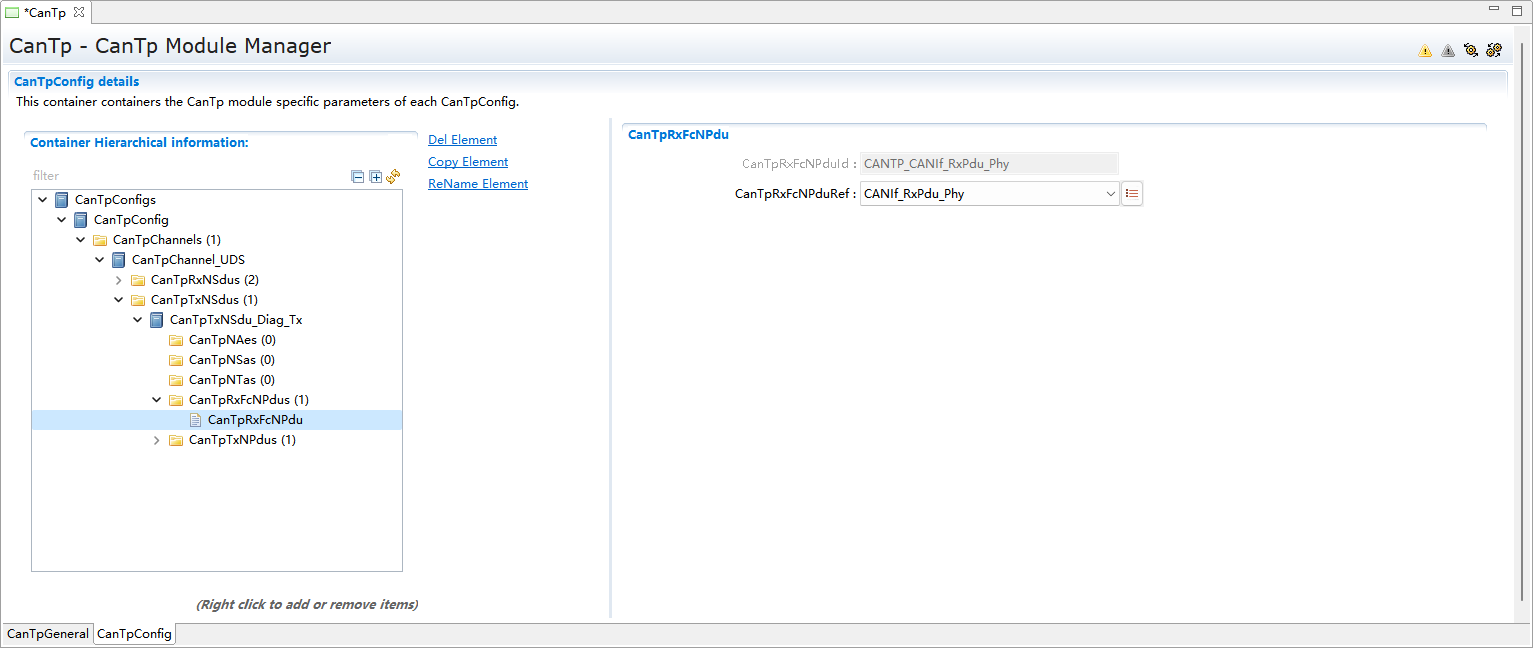 *CanTp
CanTp - CanTp Module Manager
CanTpConfig details
This container containers the CanTp module specific parameters of each CanTpConfig.
Container Hierarchical information:
filter
CanTpConfigs
CanTpConfig
CanTpChannels (1)
CanTpChannel_UDS
CanTpRxNSdus (2)
CanTpTxNSdus (1)
CanTpTxNSdu_Diag_Tx
CanTpNAes (0)
CanTpNSas (0)
CanTpNTas (0)
CanTpRxFcNPdus (1)
CanTpRxFcNPdu
CanTpTxNPdus (1)
(Right click to add or remove items)
Del Element
Copy Element
ReName Element
CanTpRxFcNPdu
CanTpRxFcNPduId : CANTP_CANIf_RxPdu_Phy
CanTpRxFcNPduRef : CANIf_RxPdu_Phy
CanTpGeneral CanTpConfig